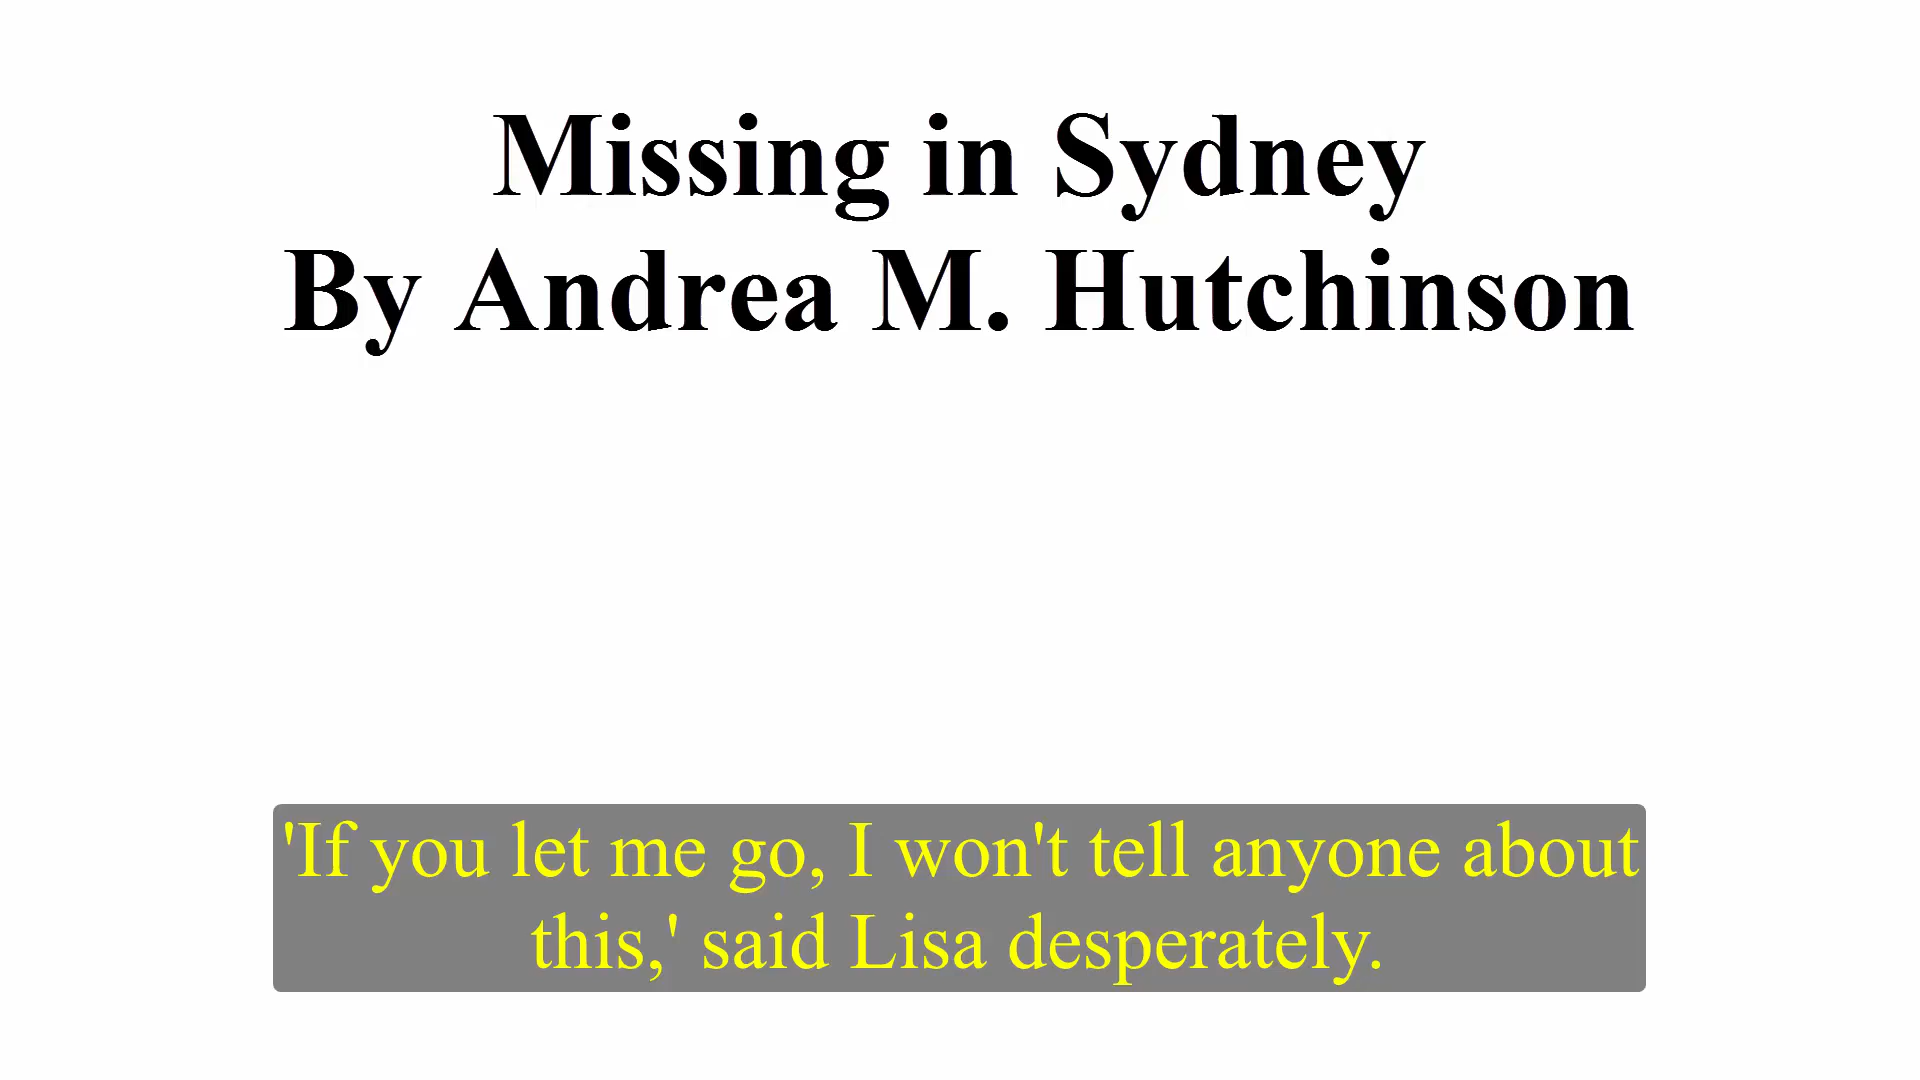 Missing in Sydney
By Andrea M. Hutchinson
'If you let me go, I won't tell anyone about
this,' said Lisa desperately.